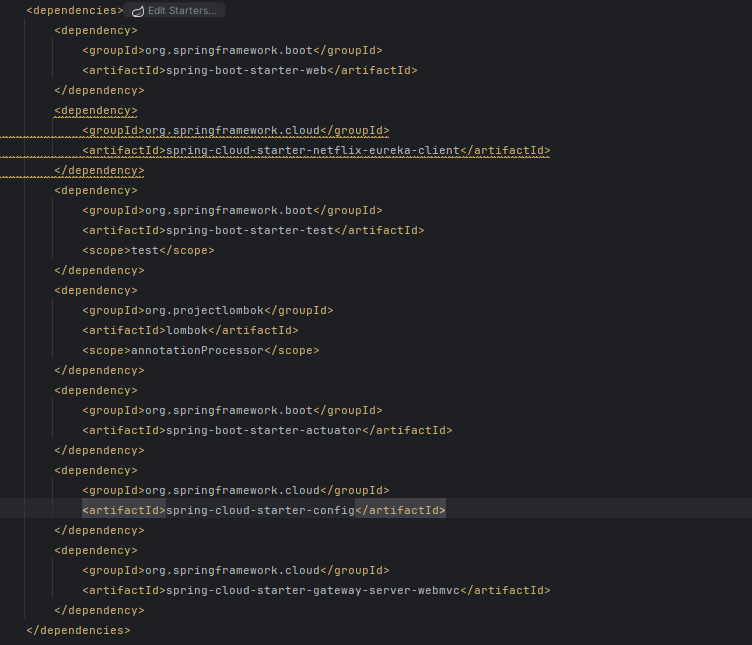 <dependencies> Edit Starters...
<dependency>
<groupId>org.springframework.boot</groupId>
<artifactId>spring-boot-starter-web</artifactId>
</dependency>
<dependency>
<groupId>org.springframework.cloud</groupId>
<artifactId>spring-cloud-starter-netflix-eureka-client</artifactId>
</dependency>
<dependency>
<groupId>org.springframework.boot</groupId>
<artifactId>spring-boot-starter-test</artifactId>
<scope>test</scope>
</dependency>
<dependency>
<groupId>org.projectlombok</groupId>
<artifactId>lombok</artifactId>
<scope>annotationProcessor</scope>
</dependency>
<dependency>
<groupId>org.springframework.boot</groupId>
<artifactId>spring-boot-starter-actuator</artifactId>
</dependency>
<dependency>
<groupId>org.springframework.cloud</groupId>
<artifactId>spring-cloud-starter-config</artifactId>
</dependency>
<dependency>
<groupId>org.springframework.cloud</groupId>
<artifactId>spring-cloud-starter-gateway-server-webmvc</artifactId>
</dependency>
</dependencies>